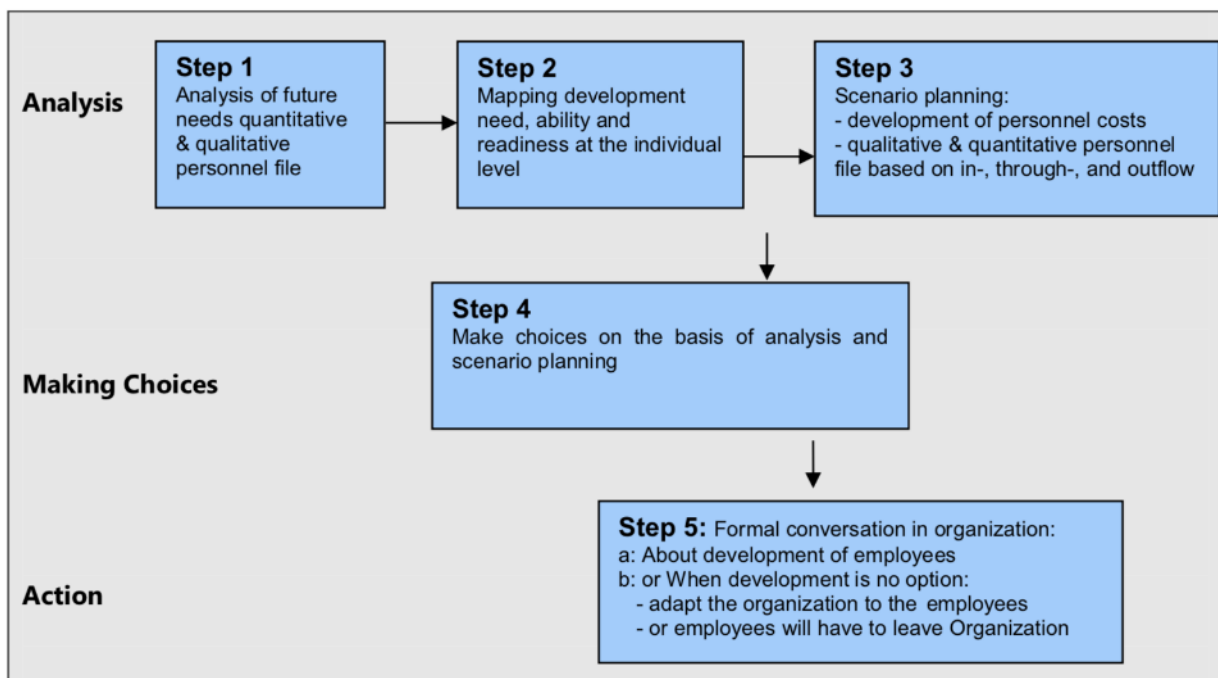 Analysis
Step 1
Analysis of future
needs quantitative
& qualitative
personnel file
Step 2
Mapping development
need, ability and
readiness at the individual
level
Step 3
Scenario planning:
- development of personnel costs
- qualitative & quantitative personnel
file based on in-, through-, and outflow
Making Choices
Step 4
Make choices on the basis of analysis and
scenario planning
Action
Step 5: Formal conversation in organization:
a: About development of employees
b: or When development is no option:
- adapt the organization to the employees
- or employees will have to leave Organization